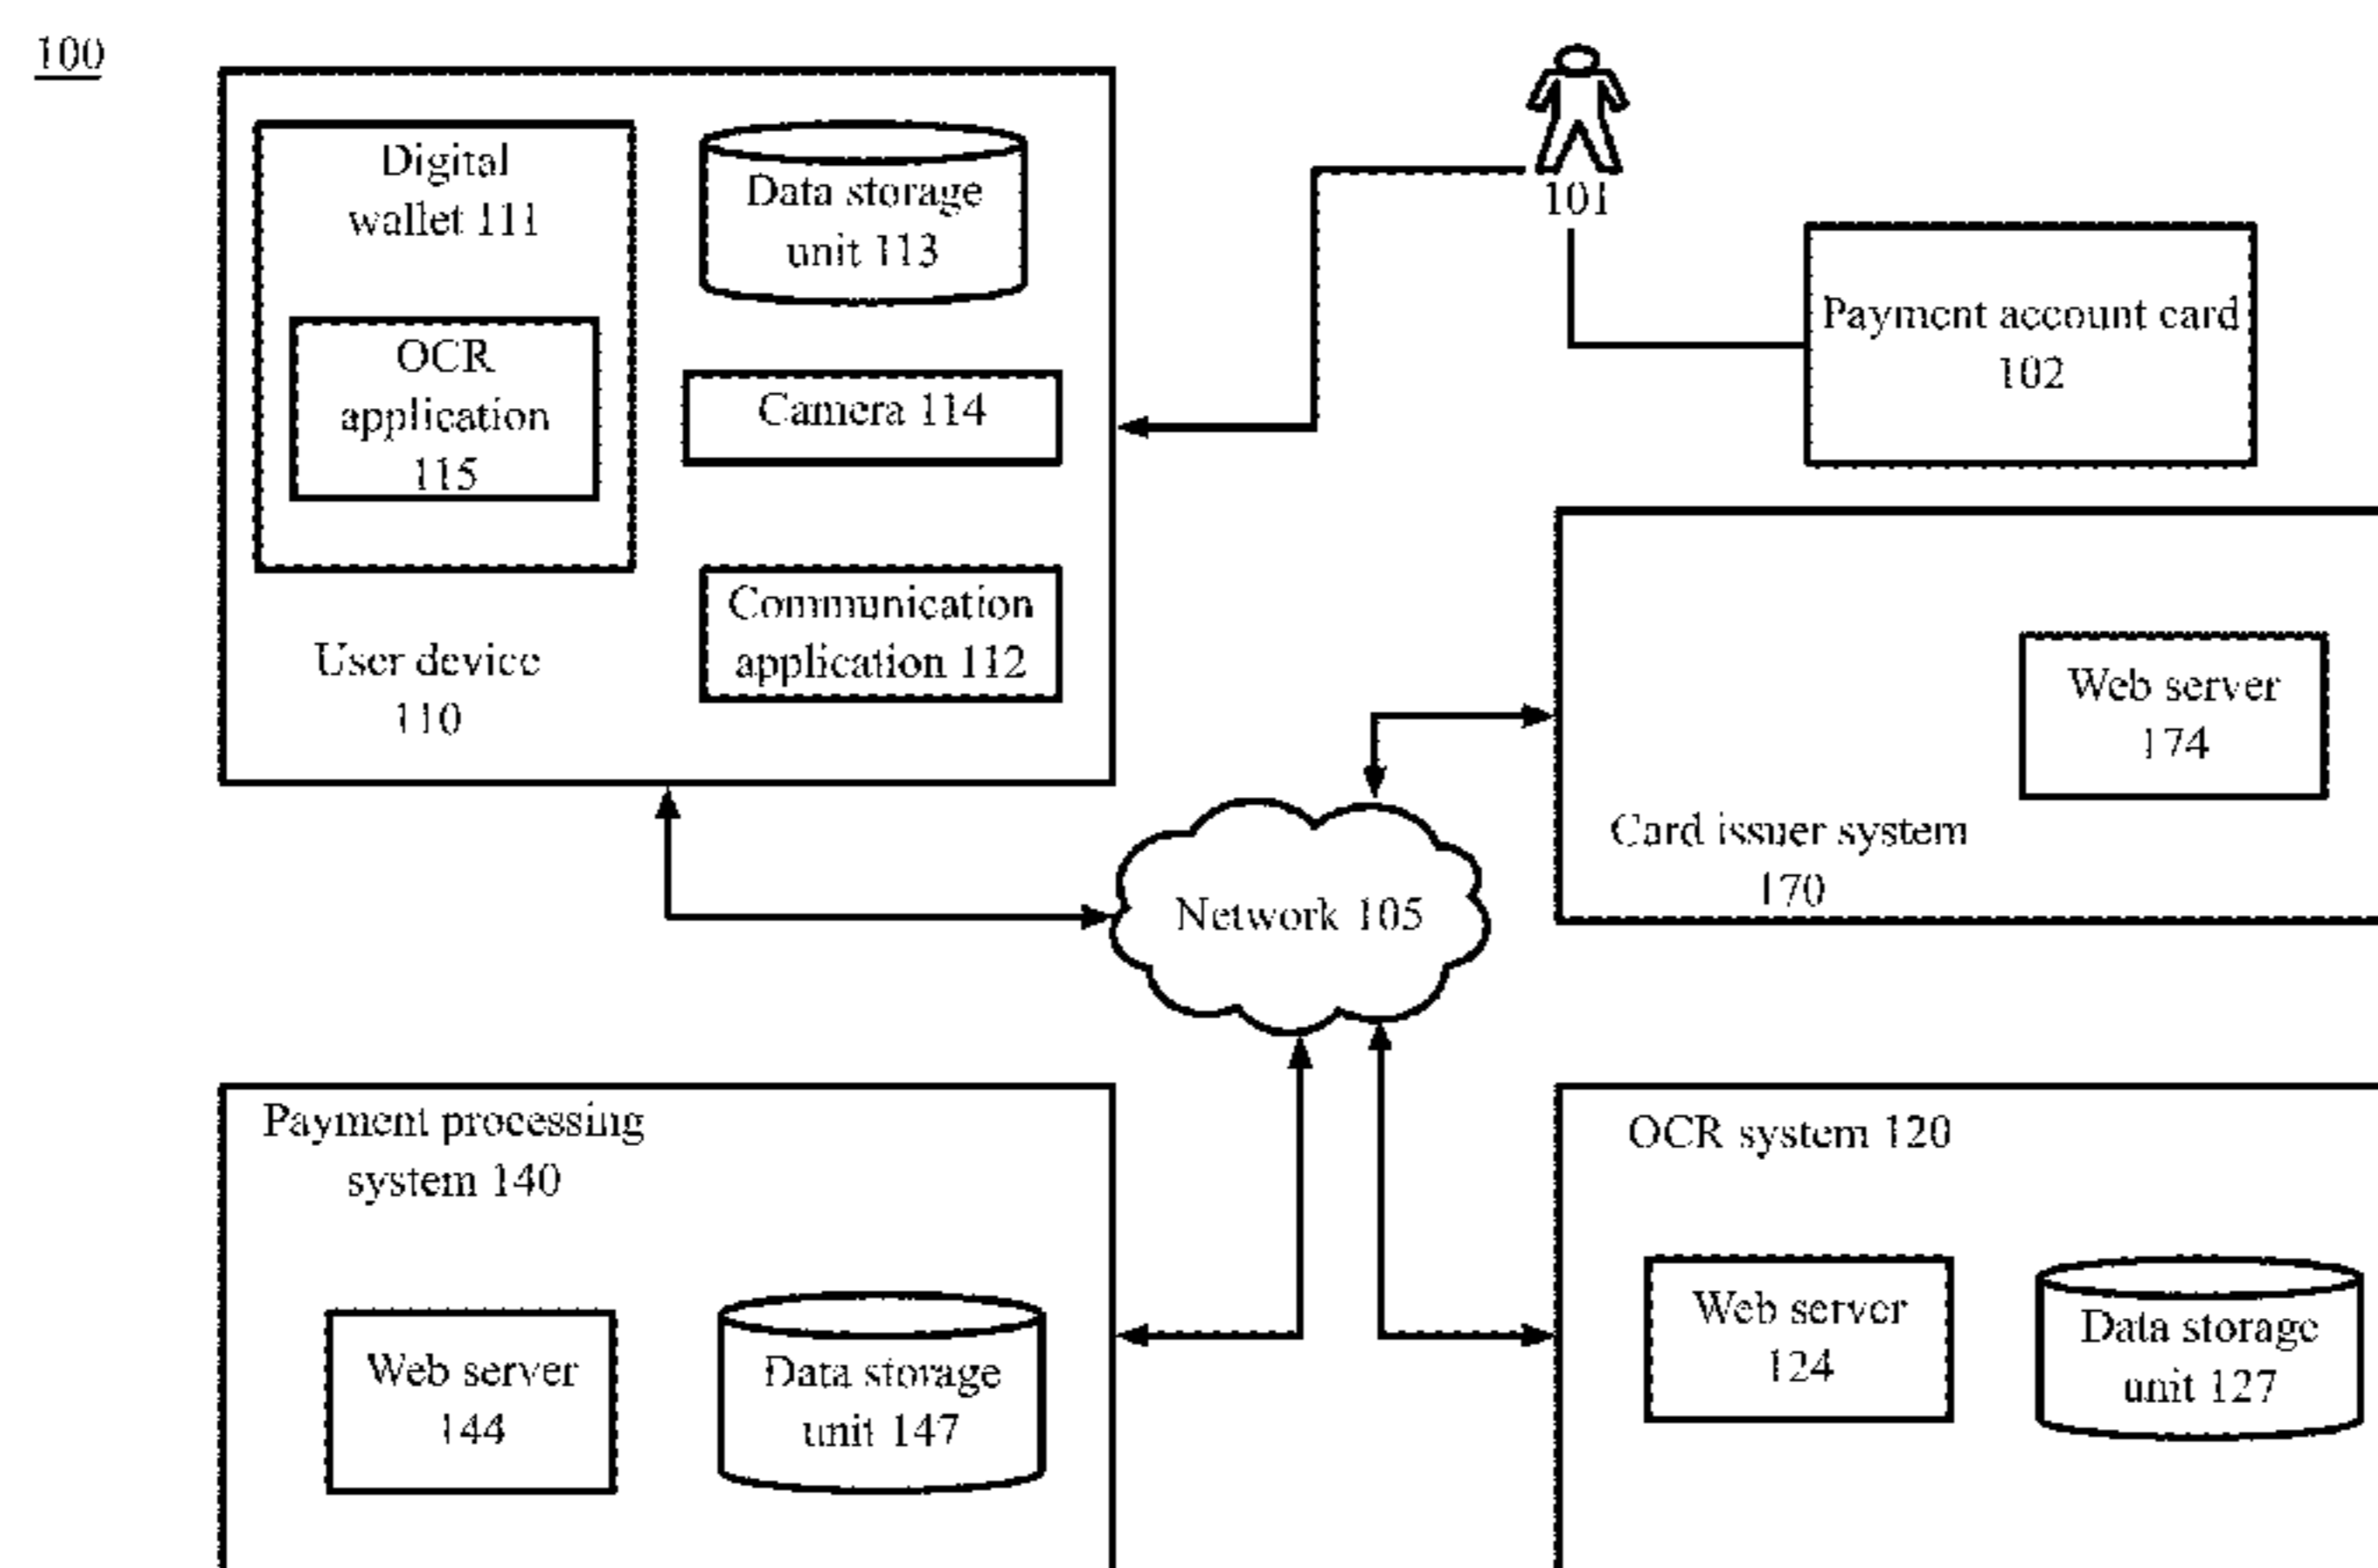 100
Digital
wallet 111
OCR
application
115
Data storage
unit 113
Camera 114
Communication
application 112
User device
110
101
Payment account card
102
Web server
174
Card issuer system
170
Network 105
Payment processing
system 140
Web server
144
Data storage
unit 147
OCR system 120
Web server
124
Data storage
unit 127